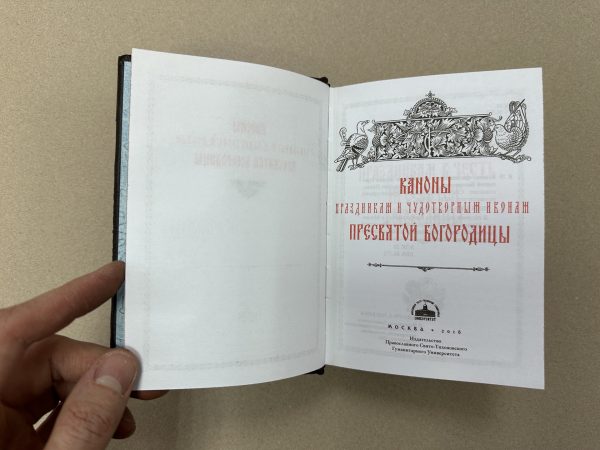 КАНОНЫ
ПРАЗДНИКАМ И ЧУДОТВОРНЫМ ИКОНАМ
ПРЕСВЯТОЙ БОГОРОДИЦЫ
МОСКВА • 2018
Издательство
Православного Свято-Тихоновского
Гуманитарного Университета